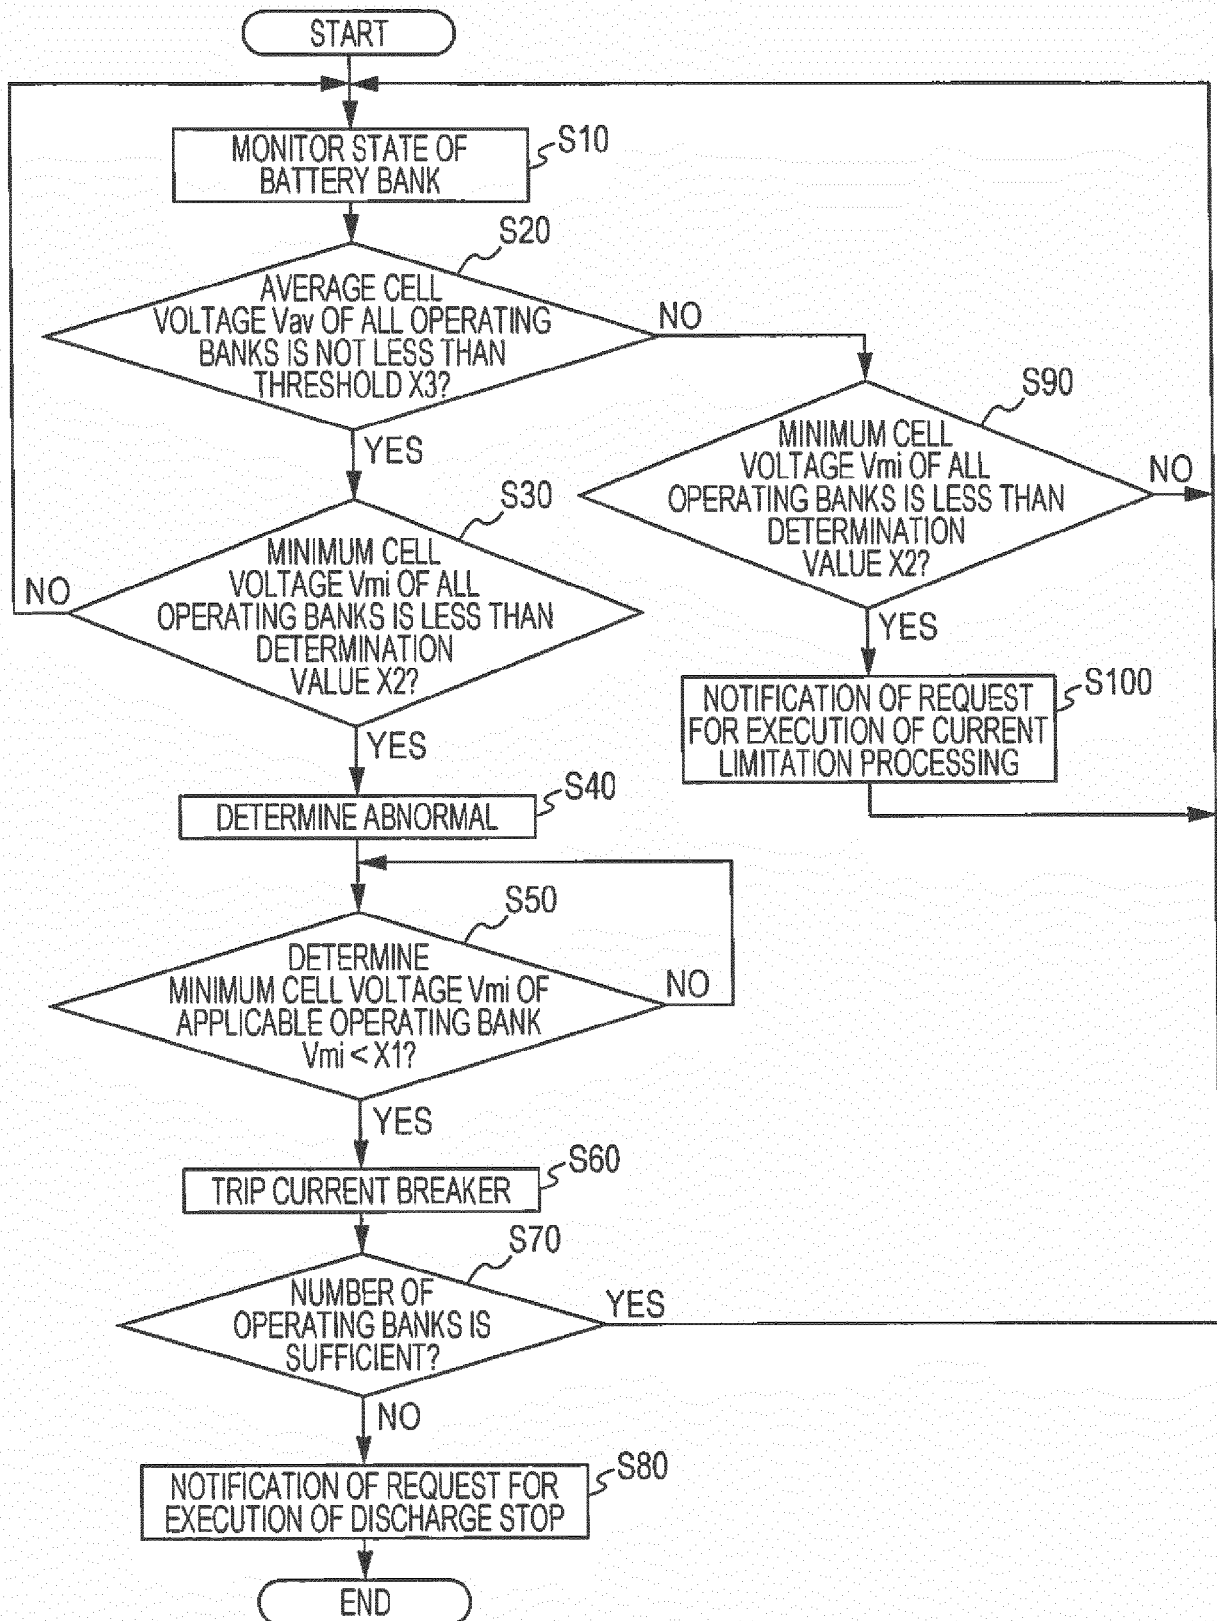 START
MONITOR STATE OF
BATTERY BANK
S10
S20
AVERAGE CELL
VOLTAGE Vav OF ALL OPERATING
BANKS IS NOT LESS THAN
THRESHOLD X3?
NO
YES
S90
MINIMUM CELL
VOLTAGE Vmi OF ALL
OPERATING BANKS IS LESS THAN
DETERMINATION
VALUE X2?
NO
YES
S30
MINIMUM CELL
VOLTAGE Vmi OF ALL
OPERATING BANKS IS LESS THAN
DETERMINATION
VALUE X2?
NO
YES
S100
NOTIFICATION OF REQUEST
FOR EXECUTION OF CURRENT
LIMITATION PROCESSING
S40
DETERMINE ABNORMAL
S50
DETERMINE
MINIMUM CELL VOLTAGE Vmi OF
APPLICABLE OPERATING BANK
Vmi < X1?
NO
YES
S60
TRIP CURRENT BREAKER
S70
NUMBER OF
OPERATING BANKS IS
SUFFICIENT?
YES
NO
S80
NOTIFICATION OF REQUEST FOR
EXECUTION OF DISCHARGE STOP
END